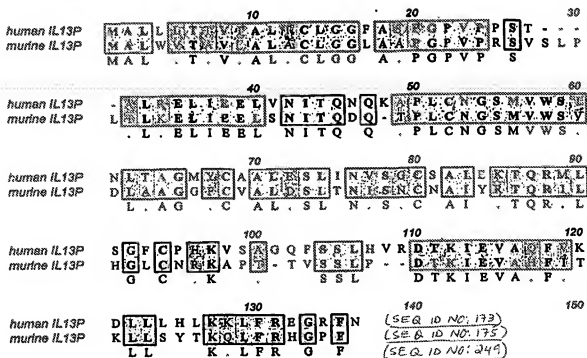 10 20 30
human IL13P M A L L L T V A L C L G G F A S P G P V P P S T - - -
murine IL13P M A L W V T A V A L A C L G G L A A P G P V P R S V S L P
M A L . T . V . A L . C L G G A . P G P V P S
40 50 60
human IL13P - L R E L I E E L V N I T Q N Q K A P L C N G S M V W S I
murine IL13P L L K E L I E E L S N I T Q D Q - T P L C N G S M V W S V
. L . E L I E E L N I T Q Q . P L C N G S M V W S
70 80 90
human IL13P N L T A G M Y C A A L E S L I N V S G C S A L E K T Q R M L
murine IL13P D L A A G G F C V A L D S L T N I S N C N A I Y R T Q R I L
L . A G . C . A L . S L . N . S . C . A I . T Q R . L
100 110 120
human IL13P S G F C P H K V S A G Q F S S L H V R D T K I E V A Q F V K
murine IL13P H G L C N R K A P T - T V S S L P - - D T K I E V A H F I T
G C . K . . S S L D T K I E V A . F .
130 140 150
human IL13P D L L L H L K K L F R E G R F N (SEQ ID NO: 173)
murine IL13P K L L S Y T K Q L F R H G P F (SEQ ID NO: 175)
L L K . L F R G F (SEQ ID NO: 249)